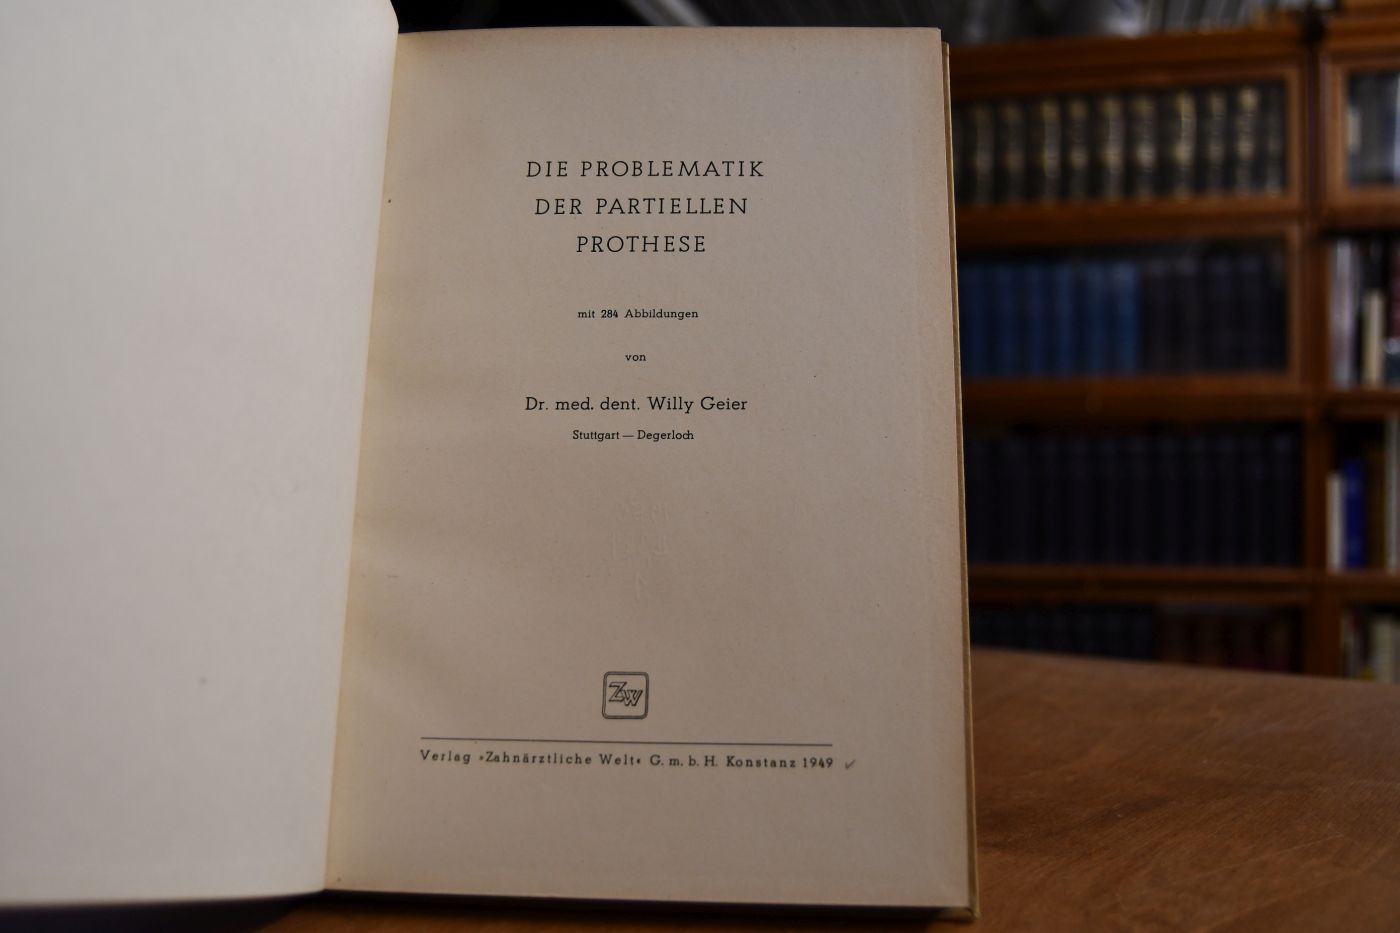 DIE PROBLEMATIK
DER PARTIELLEN
PROTHESE
mit 284 Abbildungen
von
Dr. med. dent. Willy Geier
Stuttgart — Degerloch
ZW
Verlag »Zahnärztliche Welt« G. m. b. H. Konstanz 1949